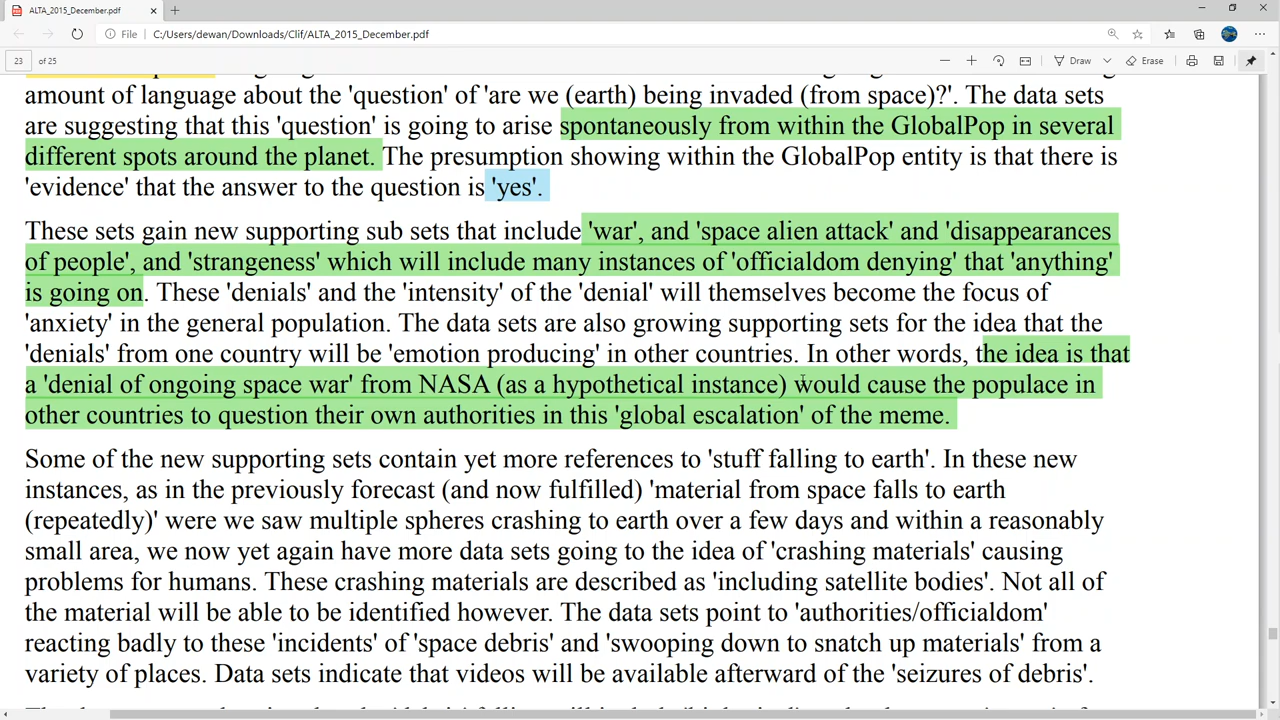 ALTA_2015_December.pdf
File
C:/Users/dewan/Downloads/Clif/ALTA_2015_December.pdf
23 of 25
Draw
Erase
amount of language about the 'question' of 'are we (earth) being invaded (from space)?'. The data sets
are suggesting that this 'question' is going to arise spontaneously from within the GlobalPop in several
different spots around the planet. The presumption showing within the GlobalPop entity is that there is
'evidence' that the answer to the question is 'yes'.
These sets gain new supporting sub sets that include 'war', and 'space alien attack' and 'disappearances
of people', and 'strangeness' which will include many instances of 'officialdom denying' that 'anything'
is going on. These 'denials' and the 'intensity' of the 'denial' will themselves become the focus of
'anxiety' in the general population. The data sets are also growing supporting sets for the idea that the
'denials' from one country will be 'emotion producing' in other countries. In other words, the idea is that
a 'denial of ongoing space war' from NASA (as a hypothetical instance) would cause the populace in
other countries to question their own authorities in this 'global escalation' of the meme.
Some of the new supporting sets contain yet more references to 'stuff falling to earth'. In these new
instances, as in the previously forecast (and now fulfilled) 'material from space falls to earth
(repeatedly)' were we saw multiple spheres crashing to earth over a few days and within a reasonably
small area, we now yet again have more data sets going to the idea of 'crashing materials' causing
problems for humans. These crashing materials are described as 'including satellite bodies'. Not all of
the material will be able to be identified however. The data sets point to 'authorities/officialdom'
reacting badly to these 'incidents' of 'space debris' and 'swooping down to snatch up materials' from a
variety of places. Data sets indicate that videos will be available afterward of the 'seizures of debris'.